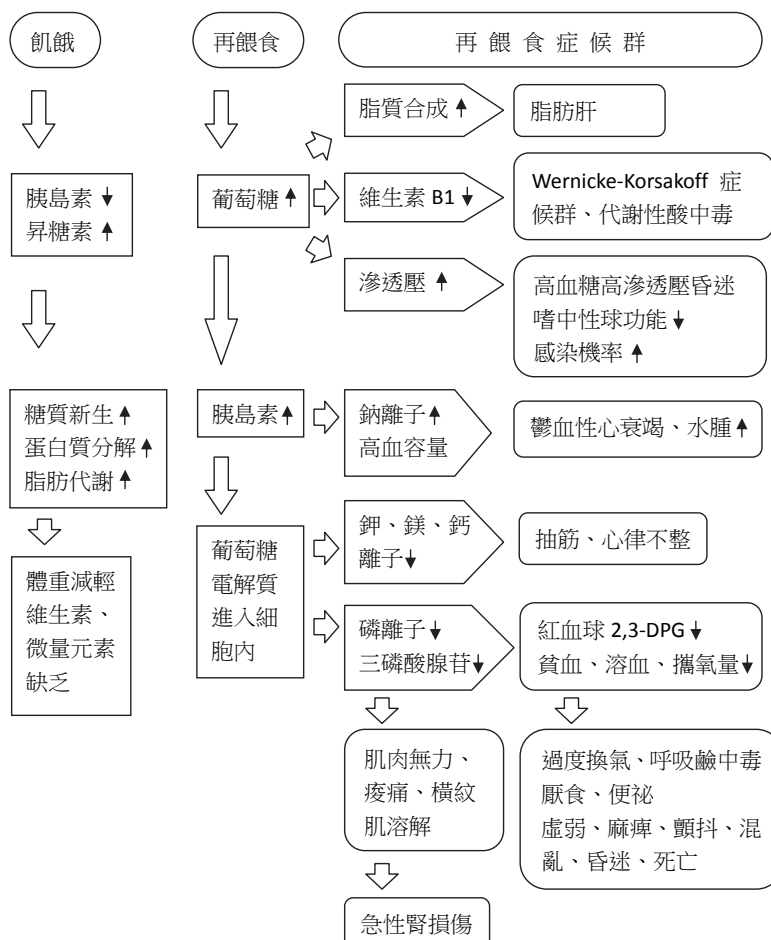 飢餓
再餵食
再餵食症候群
胰島素↓
昇糖素↑
糖質新生↑
蛋白質分解↑
脂肪代謝↑
體重減輕
維生素、
微量元素
缺乏
葡萄糖↑
胰島素↑
葡萄糖
電解質
進入細
胞內
脂質合成↑
脂肪肝
維生素 B1↓
Wernicke-Korsakoff 症
候群、代謝性酸中毒
滲透壓↑
高血糖高滲透壓昏迷
嗜中性球功能↓
感染機率↑
鈉離子↑
高血容量
鬱血性心衰竭、水腫↑
鉀、鎂、鈣
離子↓
抽筋、心律不整
磷離子↓
三磷酸腺苷↓
紅血球 2,3-DPG↓
貧血、溶血、攜氧量↓
肌肉無力、
痠痛、橫紋
肌溶解
過度換氣、呼吸鹼中毒
厭食、便祕
虛弱、麻痺、顫抖、混
亂、昏迷、死亡
急性腎損傷